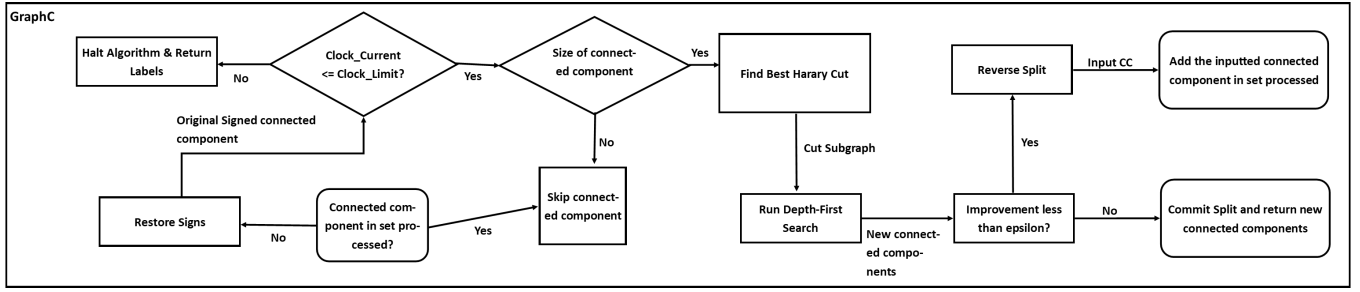 GraphC
Halt Algorithm & Return
Labels
No
Clock_Current
<= Clock_Limit?
Yes
Size of connect-
ed component
Yes
Find Best Harary Cut
Reverse Split
Input CC
Add the inputted connected
component in set processed
Original Signed connected
component
No
Cut Subgraph
Yes
Restore Signs
No
Connected com-
ponent in set pro-
cessed?
Yes
Skip connect-
ed component
Run Depth-First
Search
New connect-
ed compo-
nents
Improvement less
than epsilon?
No
Commit Split and return new
connected components